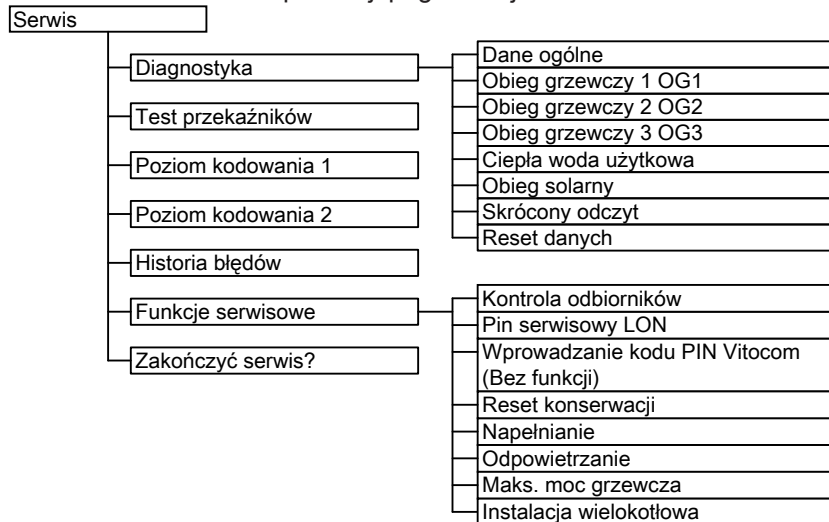 Serwis
Diagnostyka
Dane ogólne
Obieg grzewczy 1 OG1
Obieg grzewczy 2 OG2
Obieg grzewczy 3 OG3
Ciepła woda użytkowa
Obieg solarny
Skrócony odczyt
Reset danych
Test przekaźników
Poziom kodowania 1
Poziom kodowania 2
Historia błędów
Funkcje serwisowe
Kontrola odbiorników
Pin serwisowy LON
Wprowadzanie kodu PIN Vitocom
(Bez funkcji)
Reset konserwacji
Napełnianie
Odpowietrzanie
Maks. moc grzewcza
Instalacja wielokotłowa
Zakończyć serwis?